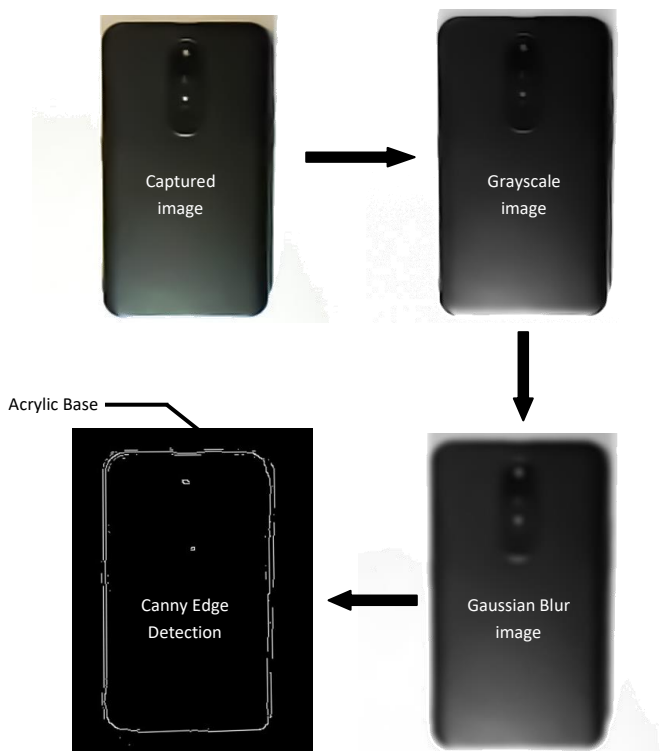 Captured
image
Grayscale
image
Acrylic Base
Canny Edge
Detection
Gaussian Blur
image